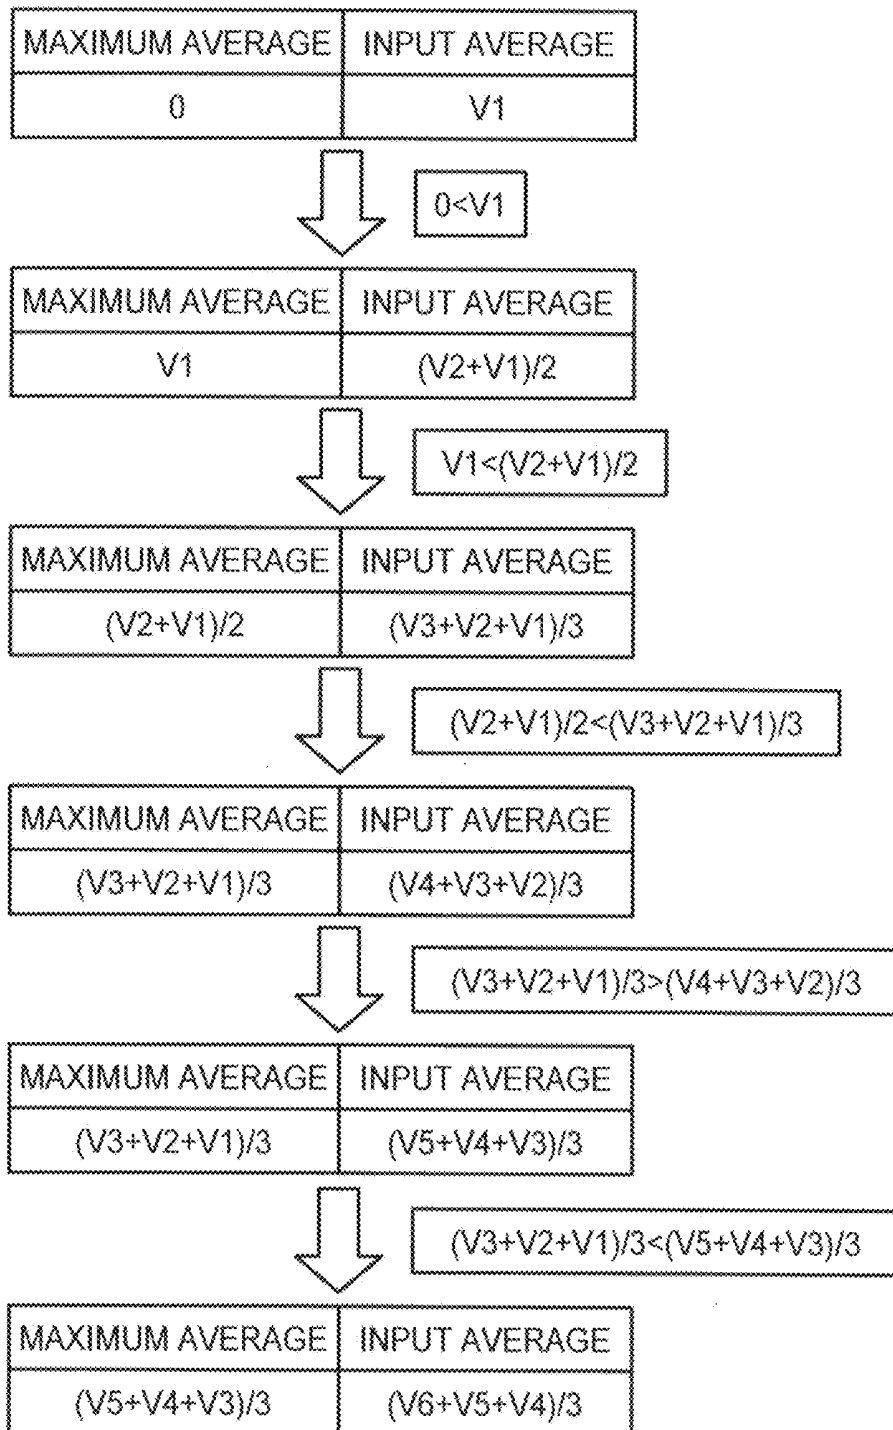 MAXIMUM AVERAGE INPUT AVERAGE
0 V1
0<V1
MAXIMUM AVERAGE INPUT AVERAGE
V1 (V2+V1)/2
V1<(V2+V1)/2
MAXIMUM AVERAGE INPUT AVERAGE
(V2+V1)/2 (V3+V2+V1)/3
(V2+V1)/2<(V3+V2+V1)/3
MAXIMUM AVERAGE INPUT AVERAGE
(V3+V2+V1)/3 (V4+V3+V2)/3
(V3+V2+V1)/3>(V4+V3+V2)/3
MAXIMUM AVERAGE INPUT AVERAGE
(V3+V2+V1)/3 (V5+V4+V3)/3
(V3+V2+V1)/3<(V5+V4+V3)/3
MAXIMUM AVERAGE INPUT AVERAGE
(V5+V4+V3)/3 (V6+V5+V4)/3